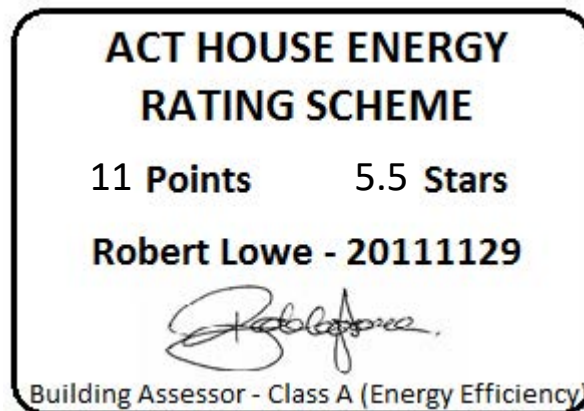 ACT HOUSE ENERGY
RATING SCHEME
11 Points 5.5 Stars
Robert Lowe - 20111129
Building Assessor - Class A (Energy Efficiency)